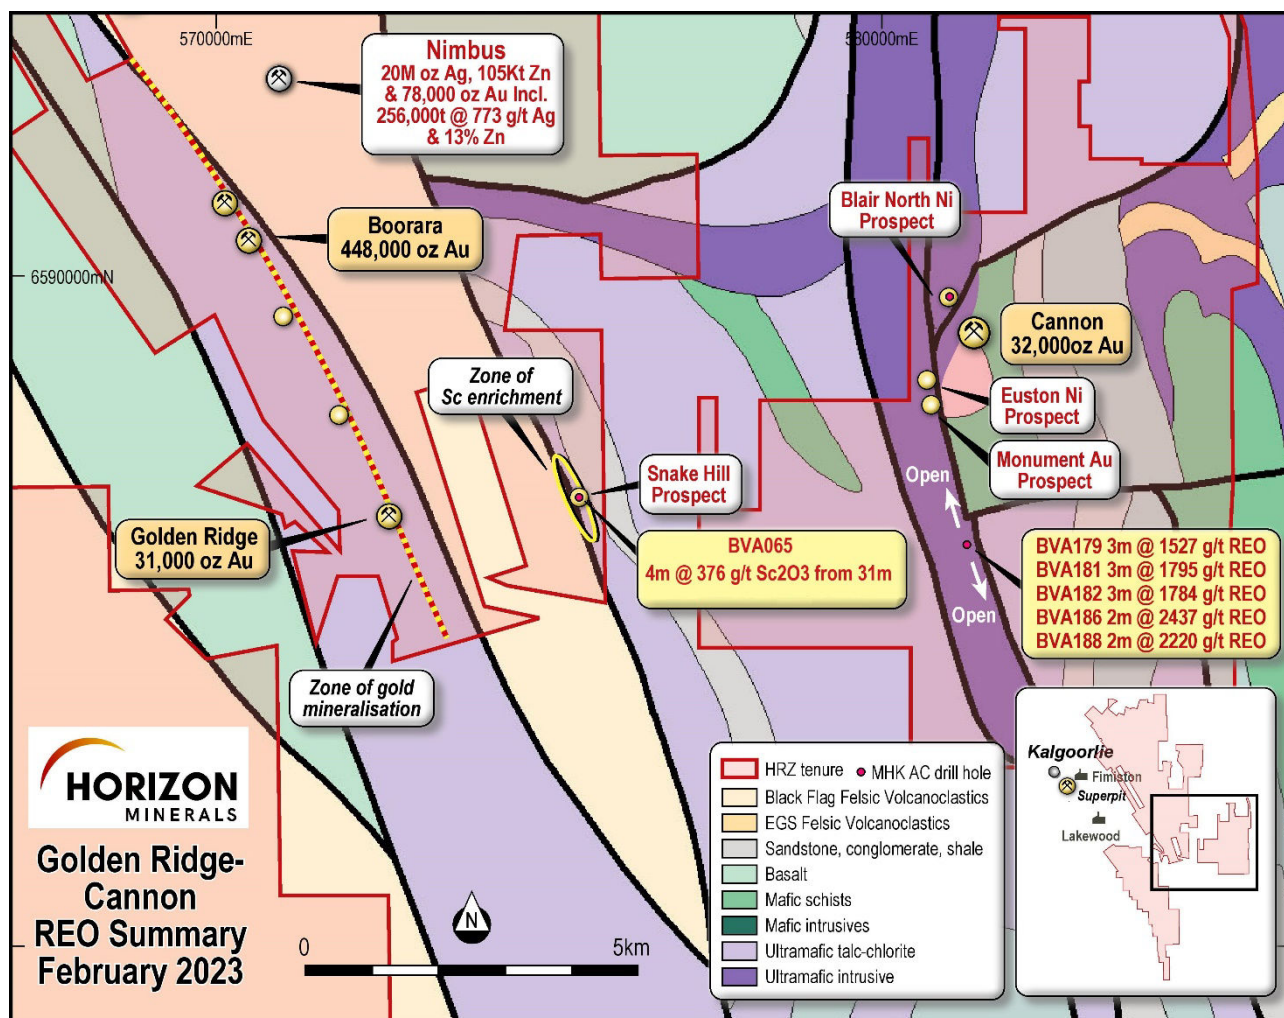 570000mE
580000mE
6590000mN
Nimbus
20M oz Ag, 105Kt Zn
& 78,000 oz Au Incl.
256,000t @ 773 g/t Ag
& 13% Zn
Boorara
448,000 oz Au
Blair North Ni
Prospect
Cannon
32,000oz Au
Zone of
Sc enrichment
Euston Ni
Prospect
Snake Hill
Prospect
Monument Au
Prospect
Open
Open
Golden Ridge
31,000 oz Au
BVA065
4m @ 376 g/t Sc2O3 from 31m
BVA179 3m @ 1527 g/t REO
BVA181 3m @ 1795 g/t REO
BVA182 3m @ 1784 g/t REO
BVA186 2m @ 2437 g/t REO
BVA188 2m @ 2220 g/t REO
Zone of gold
mineralisation
HORIZON
MINERALS
Golden Ridge-
Cannon
REO Summary
February 2023
N
0 5km
HRZ tenure MHK AC drill hole
Black Flag Felsic Volcanoclastics
EGS Felsic Volcanoclastics
Sandstone, conglomerate, shale
Basalt
Mafic schists
Mafic intrusives
Ultramafic talc-chlorite
Ultramafic intrusive
Kalgoorlie
Fimiston
Superpit
Lakewood